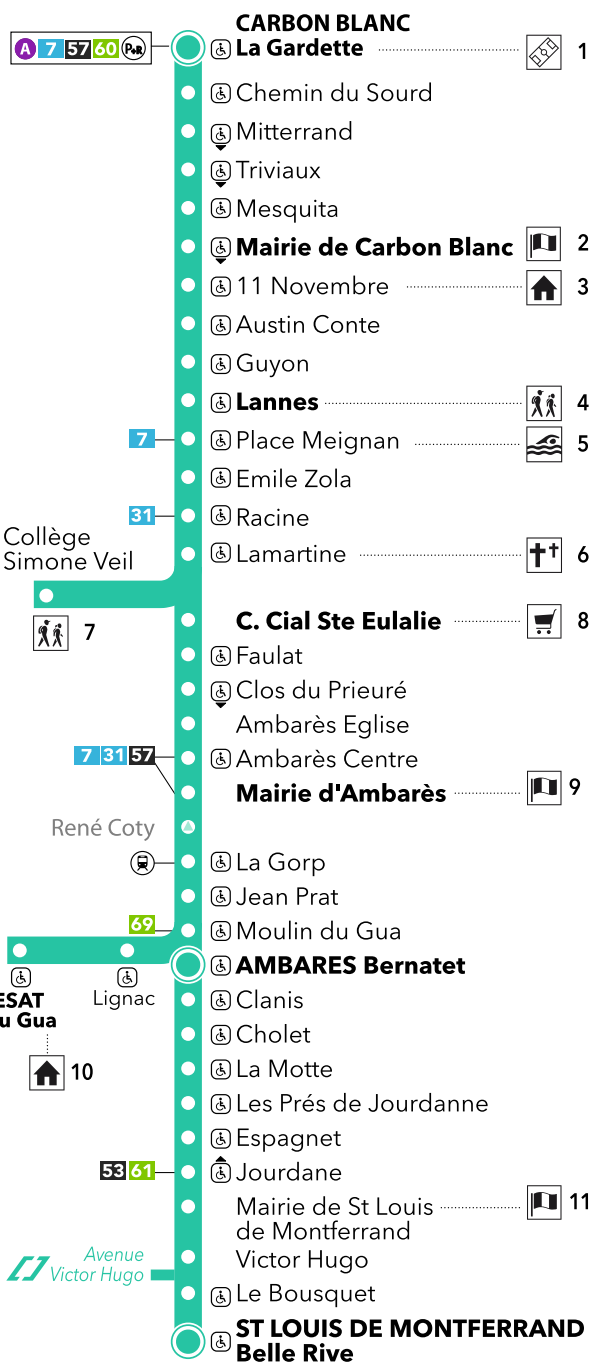 CARBON BLANC
A 7 57 60 P+R La Gardette 1
Chemin du Sourd
Mitterrand
Triviaux
Mesquita
Mairie de Carbon Blanc 2
11 Novembre 3
Austin Conte
Guyon
Lannes 4
7 Place Meignan 5
Emile Zola
31 Racine
Collège
Simone Veil
Lamartine 6
7
C. Cial Ste Eulalie 8
Faulat
Clos du Prieuré
Ambarès Eglise
7 31 57 Ambarès Centre
Mairie d'Ambarès 9
René Coty
La Gorp
Jean Prat
69 Moulin du Gua
AMBARES Bernatet
ESAT
u Gua
Lignac
10
Clanis
Cholet
La Motte
Les Prés de Jourdanne
Espagnet
53 61 Jourdane
Mairie de St Louis
de Montferrand 11
Victor Hugo
Avenue
Victor Hugo
Le Bousquet
ST LOUIS DE MONTFERRAND
Belle Rive